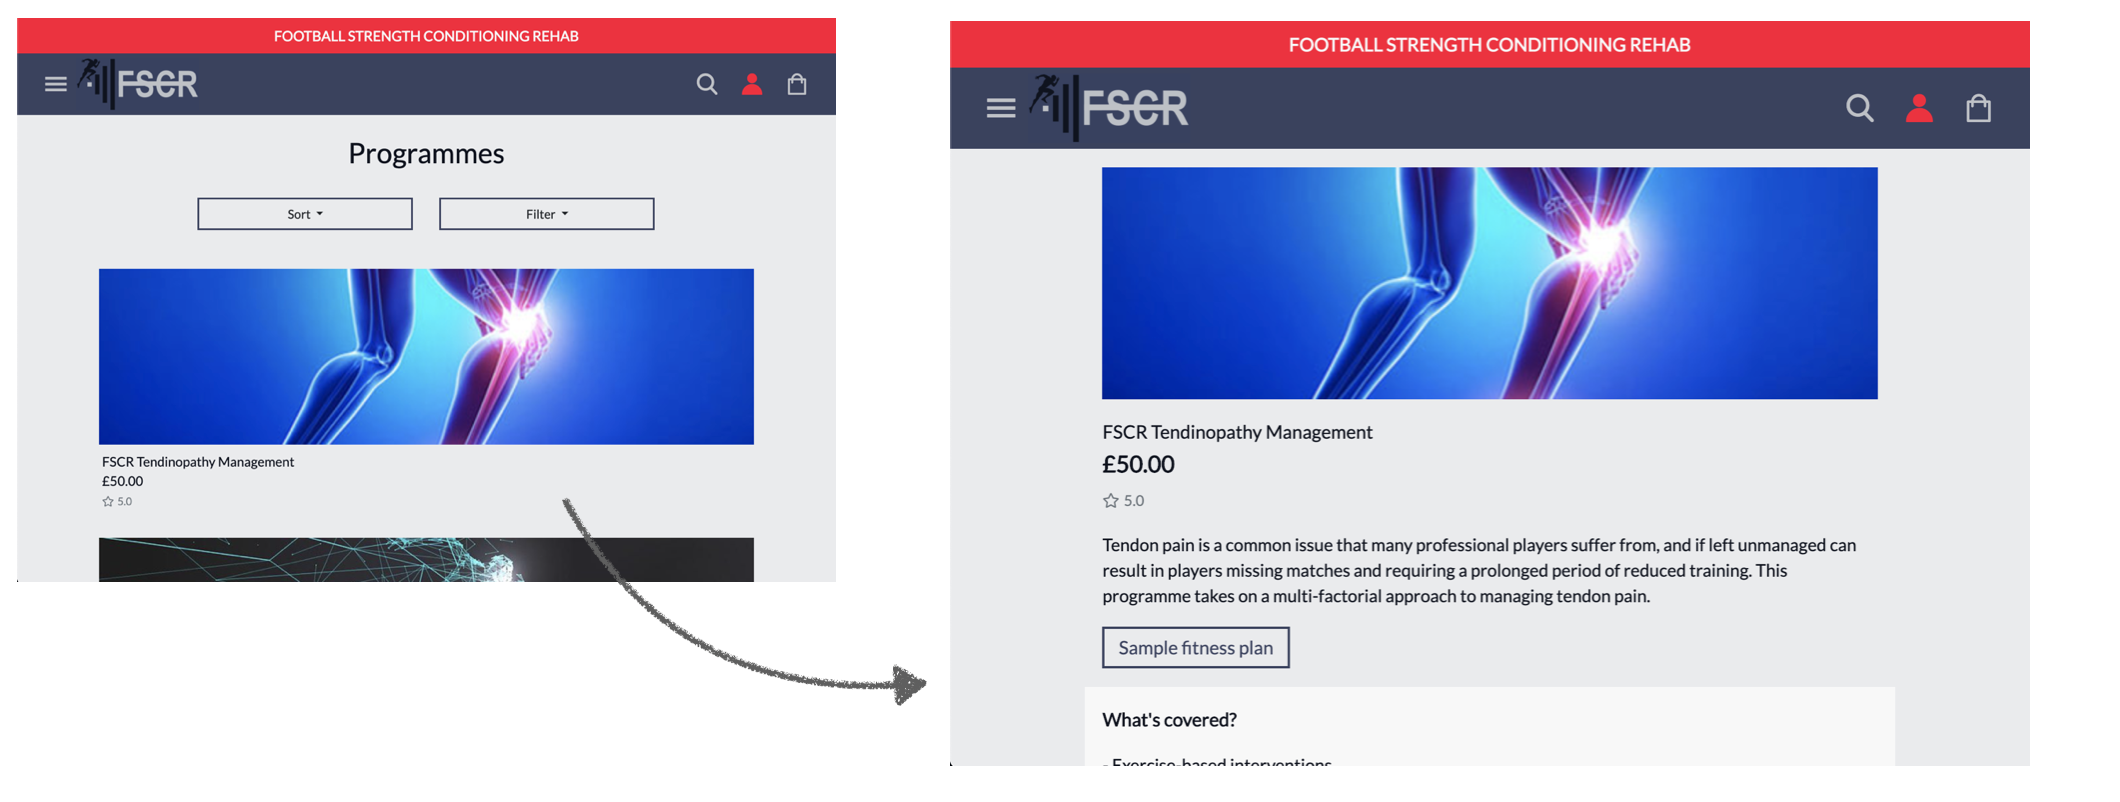 FOOTBALL STRENGTH CONDITIONING REHAB
FSCR
Programmes
Sort
Filter
FSCR Tendinopathy Management
£50.00
5.0
FOOTBALL STRENGTH CONDITIONING REHAB
FSCR
FSCR Tendinopathy Management
£50.00
5.0
Tendon pain is a common issue that many professional players suffer from, and if left unmanaged can
result in players missing matches and requiring a prolonged period of reduced training. This
programme takes on a multi-factorial approach to managing tendon pain.
Sample fitness plan
What's covered?
- Exercise-based interventions